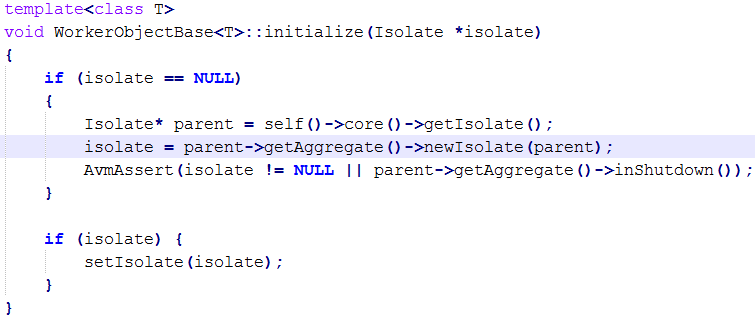 template<class T>
void WorkerObjectBase<T>::initialize(Isolate *isolate)
{
    if (isolate == NULL)
    {
        Isolate* parent = self()->core()->getIsolate();
        isolate = parent->getAggregate()->newIsolate(parent);
        AvmAssert(isolate != NULL || parent->getAggregate()->inShutdown());
    }

    if (isolate) {
        setIsolate(isolate);
    }
}